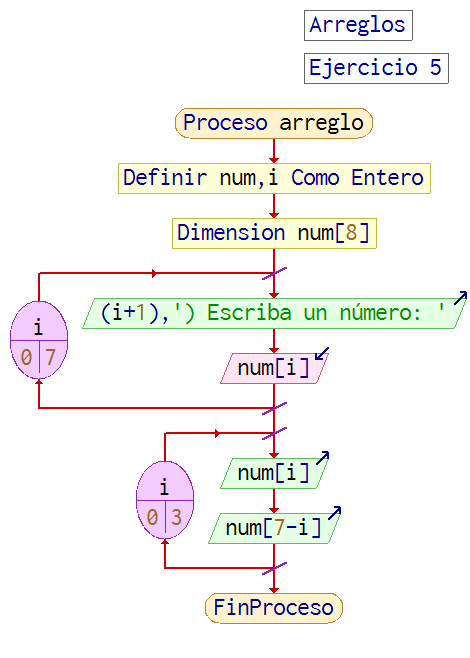 Arreglos
Ejercicio 5
Proceso arreglo
Definir num,i Como Entero
Dimension num[8]
(i+1),') Escriba un número: '
i
0 7
num[i]
num[i]
i
0 3
num[7-i]
FinProceso